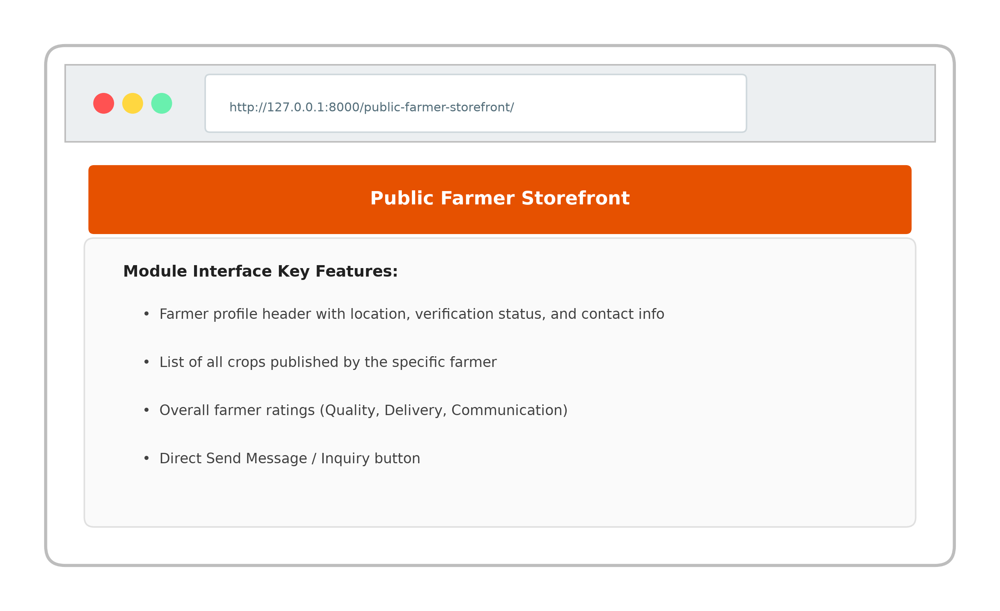 http://127.0.0.1:8000/public-farmer-storefront/
Public Farmer Storefront
Module Interface Key Features:
• Farmer profile header with location, verification status, and contact info
• List of all crops published by the specific farmer
• Overall farmer ratings (Quality, Delivery, Communication)
• Direct Send Message / Inquiry button